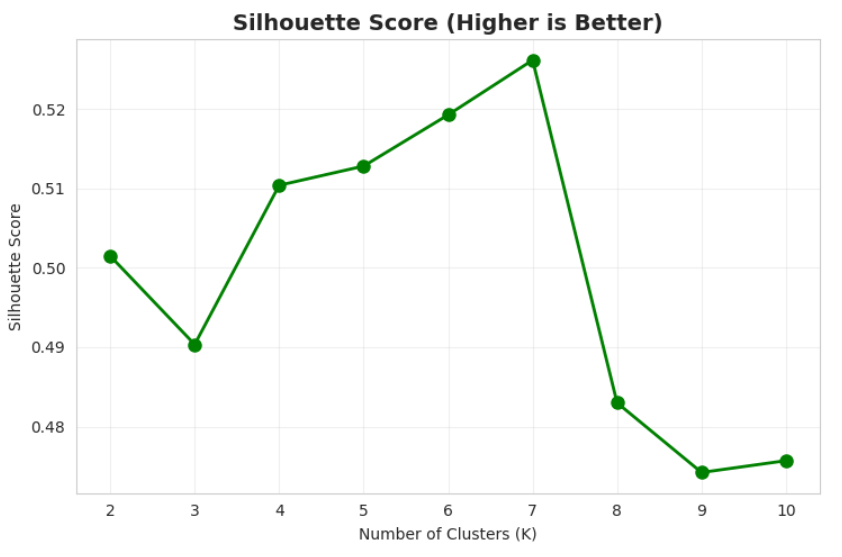 Silhouette Score (Higher is Better)
Silhouette Score
0.52
0.51
0.50
0.49
0.48
2 3 4 5 6 7 8 9 10
Number of Clusters (K)